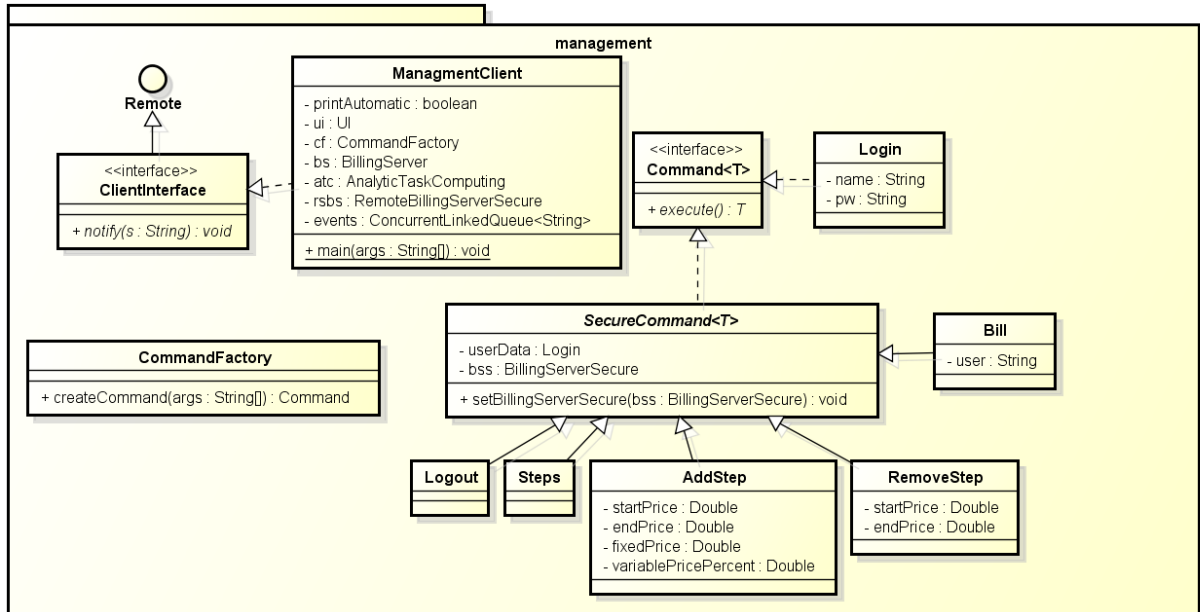 management
Remote
<<interface>>
ClientInterface
+ notify(s : String) : void
ManagmentClient
- printAutomatic : boolean
- ui : UI
- cf : CommandFactory
- bs : BillingServer
- atc : AnalyticTaskComputing
- rsbs : RemoteBillingServerSecure
- events : ConcurrentLinkedQueue<String>
+ main(args : String[]) : void
<<interface>>
Command<T>
+ execute() : T
Login
- name : String
- pw : String
SecureCommand<T>
- userData : Login
- bss : BillingServerSecure
+ setBillingServerSecure(bss : BillingServerSecure) : void
Bill
- user : String
CommandFactory
+ createCommand(args : String[]) : Command
Logout
Steps
AddStep
- startPrice : Double
- endPrice : Double
- fixedPrice : Double
- variablePricePercent : Double
RemoveStep
- startPrice : Double
- endPrice : Double